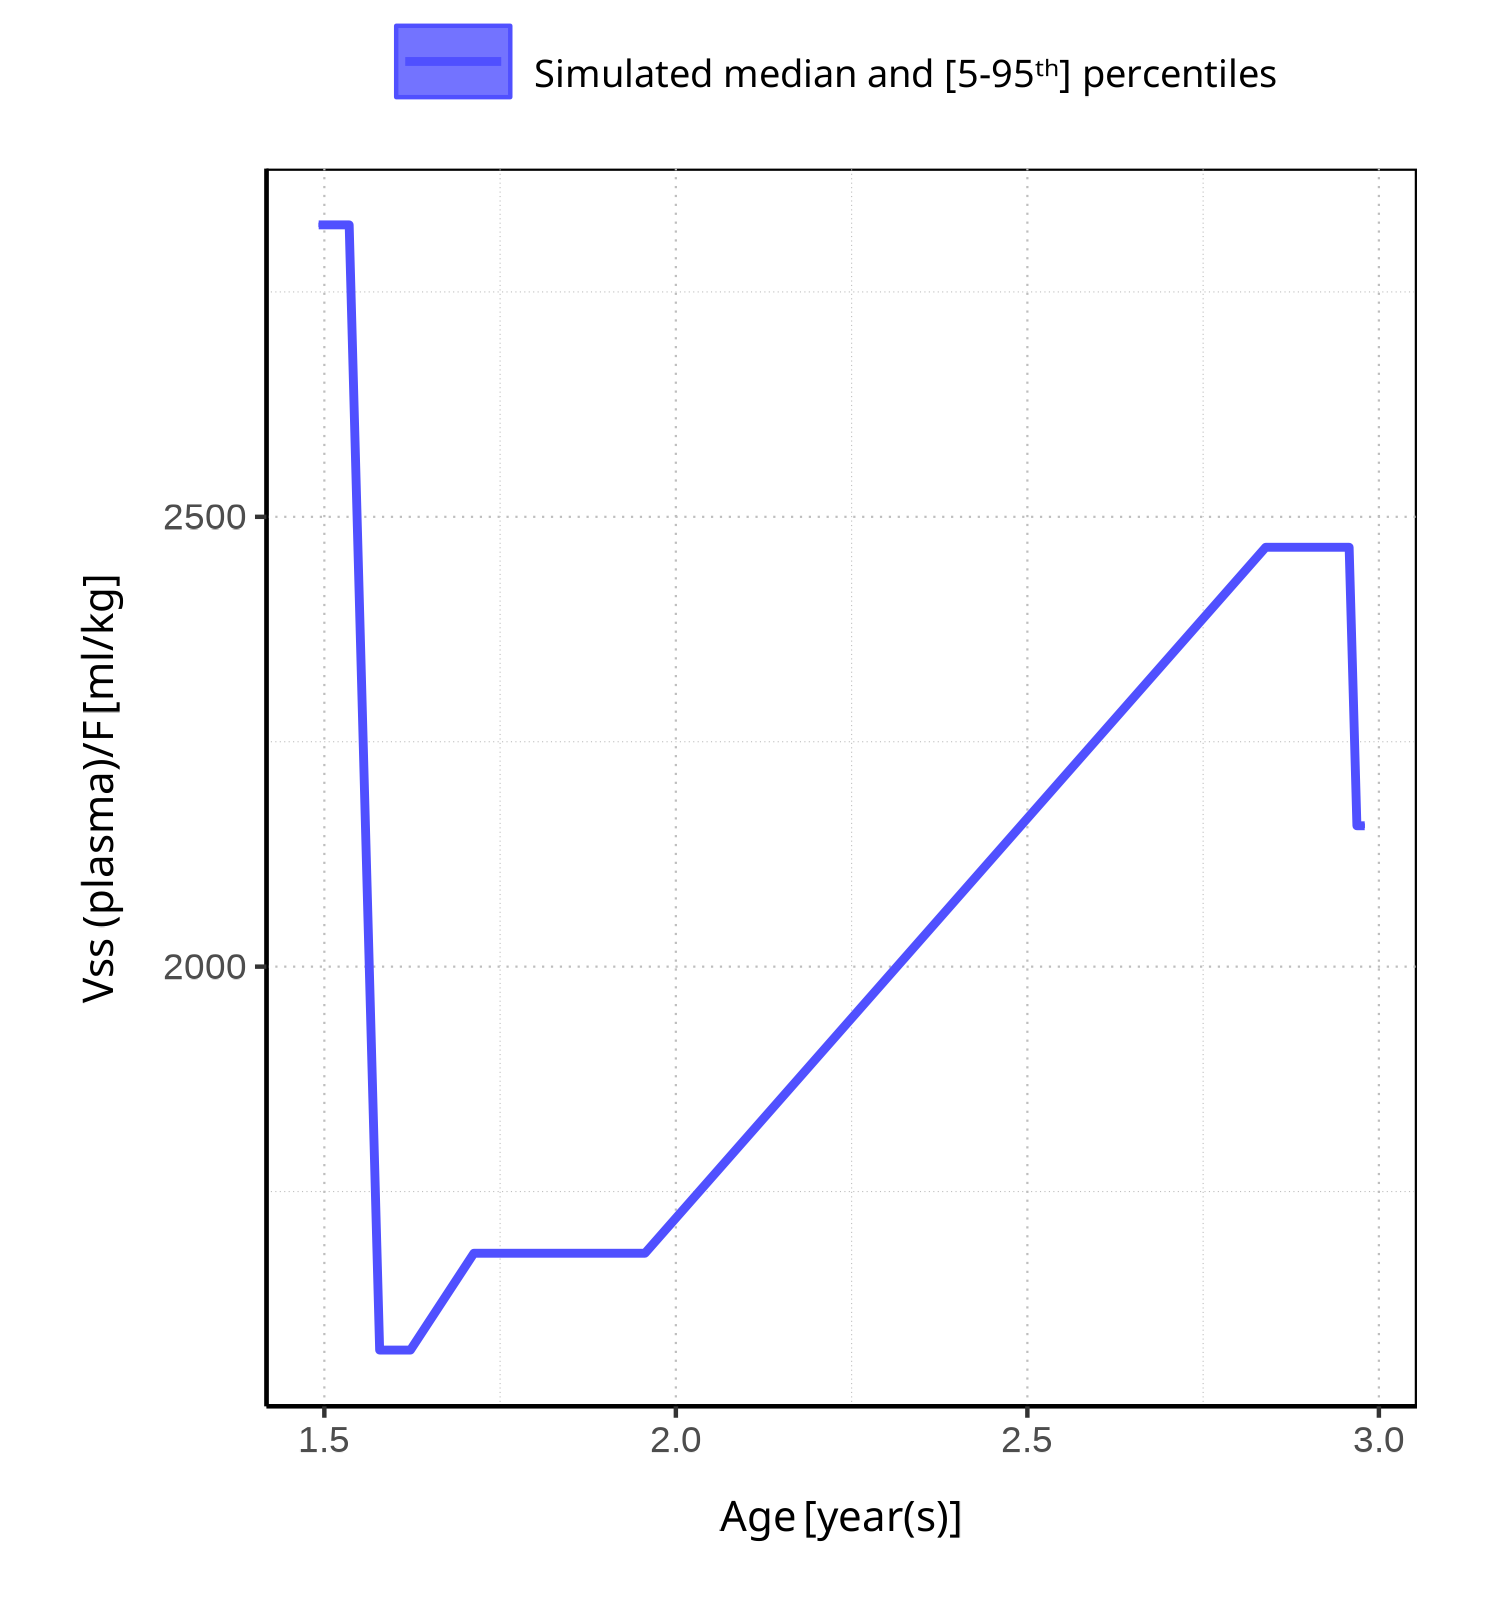 Simulated median and [5-95ᵗʰ] percentiles
Vss (plasma)/F [ml/kg]
2500
2000
1.5 2.0 2.5 3.0
Age [year(s)]